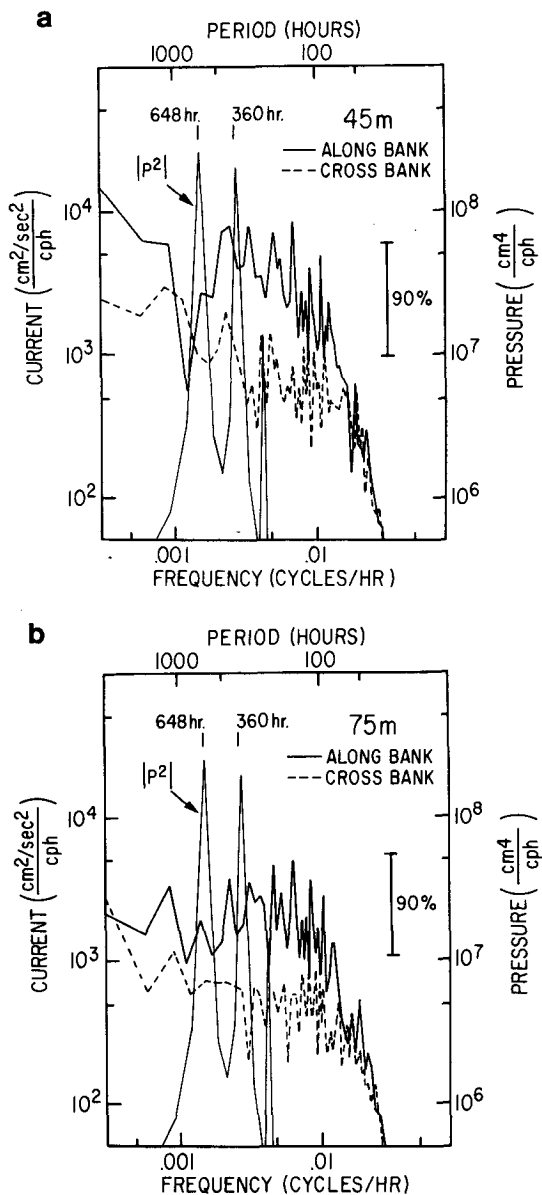 a
PERIOD (HOURS)
1000 100
648 hr. 360 hr.
45m
ALONG BANK
CROSS BANK
|P²|
CURRENT (cm²/sec² / cph)
10⁴
10³
10²
90%
PRESSURE (cm⁴ / cph)
10⁸
10⁷
10⁶
.001 .01
FREQUENCY (CYCLES/HR)
b
PERIOD (HOURS)
1000 100
648 hr. 360 hr.
75m
ALONG BANK
CROSS BANK
|P²|
CURRENT (cm²/sec² / cph)
10⁴
10³
10²
90%
PRESSURE (cm⁴ / cph)
10⁸
10⁷
10⁶
.001 .01
FREQUENCY (CYCLES/HR)